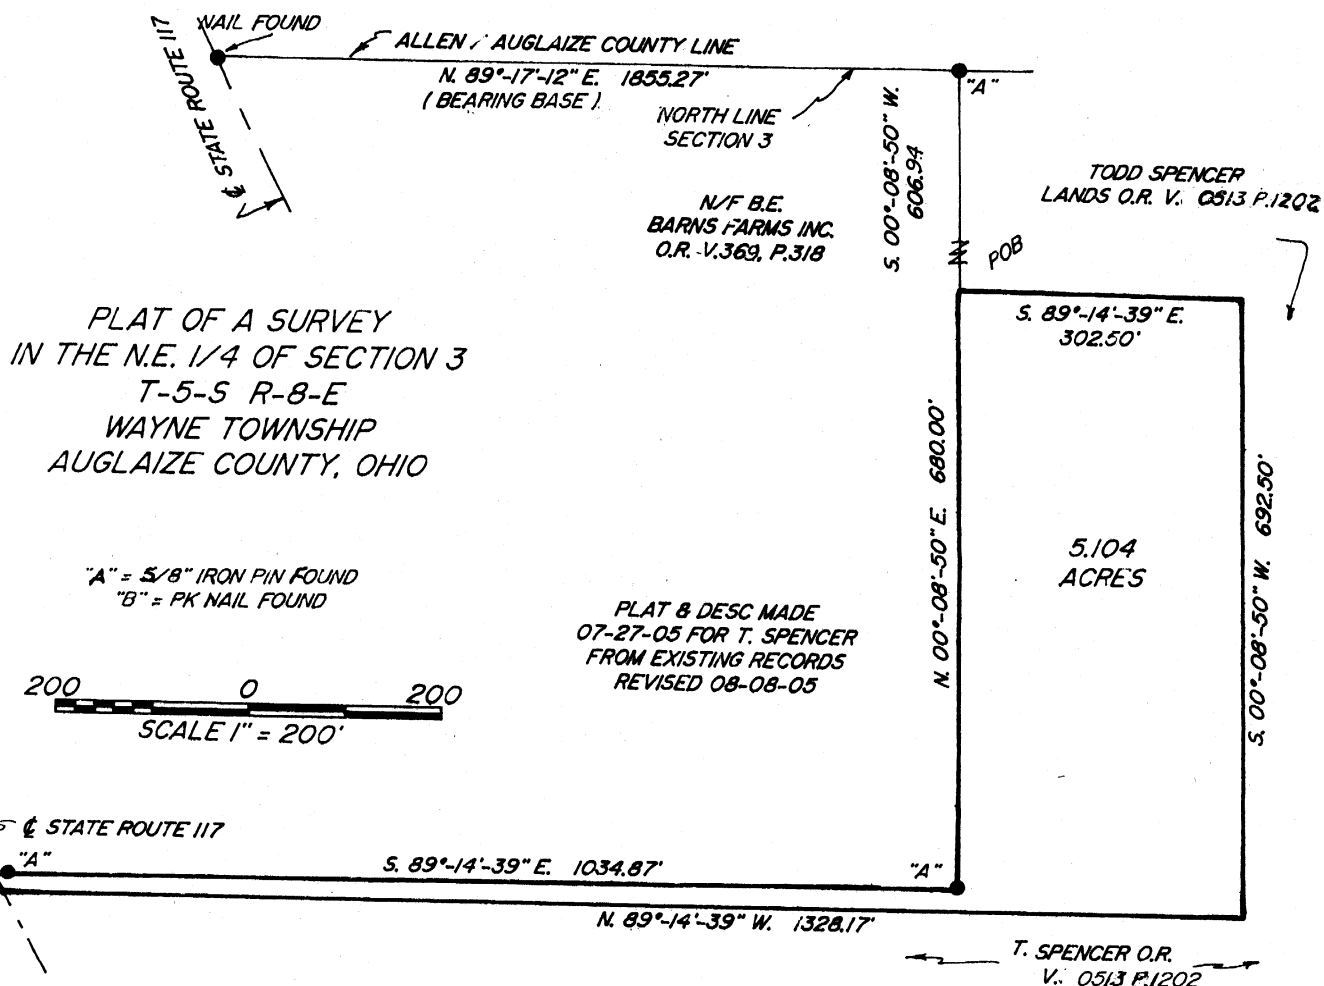 NAIL FOUND
℄ STATE ROUTE 117
ALLEN / AUGLAIZE COUNTY LINE
N. 89°-17'-12" E. 1855.27'
( BEARING BASE )
NORTH LINE
SECTION 3
"A"
S. 00°-08'-50" W.
606.94
N/F B.E.
BARNS FARMS INC.
O.R. V.369, P.318
TODD SPENCER
LANDS O.R. V. 0513 P.1202
POB
S. 89°-14'-39" E.
302.50'
PLAT OF A SURVEY
IN THE N.E. 1/4 OF SECTION 3
T-5-S R-8-E
WAYNE TOWNSHIP
AUGLAIZE COUNTY, OHIO
N. 00°-08'-50" E. 680.00'
S. 00°-08'-50" W. 692.50'
5.104
ACRES
"A" = 5/8" IRON PIN FOUND
"B" = PK NAIL FOUND
PLAT & DESC MADE
07-27-05 FOR T. SPENCER
FROM EXISTING RECORDS
REVISED 08-08-05
200 0 200
SCALE 1" = 200'
℄ STATE ROUTE 117
"A"
S. 89°-14'-39" E. 1034.87'
"A"
N. 89°-14'-39" W. 1328.17'
T. SPENCER O.R.
V. 0513 P.1202